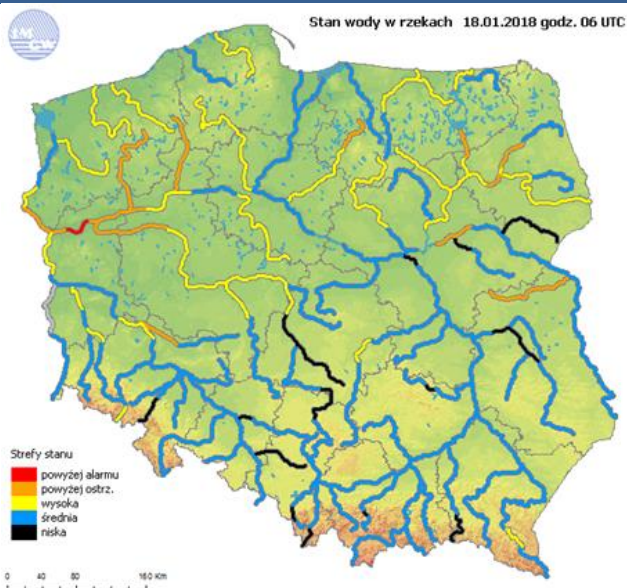 Stan wody w rzekach 18.01.2018 godz. 06 UTC
Strefy stanu
powyżej alarmu
powyżej ostrz.
wysoka
średnia
niska
0 40 80 160 Km